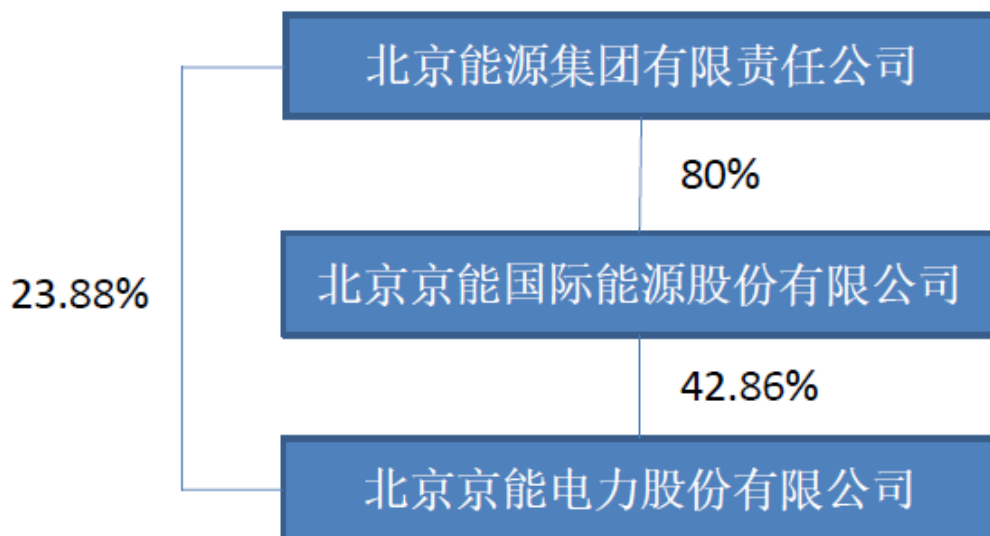 北京能源集团有限责任公司
80%
北京京能国际能源股份有限公司
23.88%
42.86%
北京京能电力股份有限公司